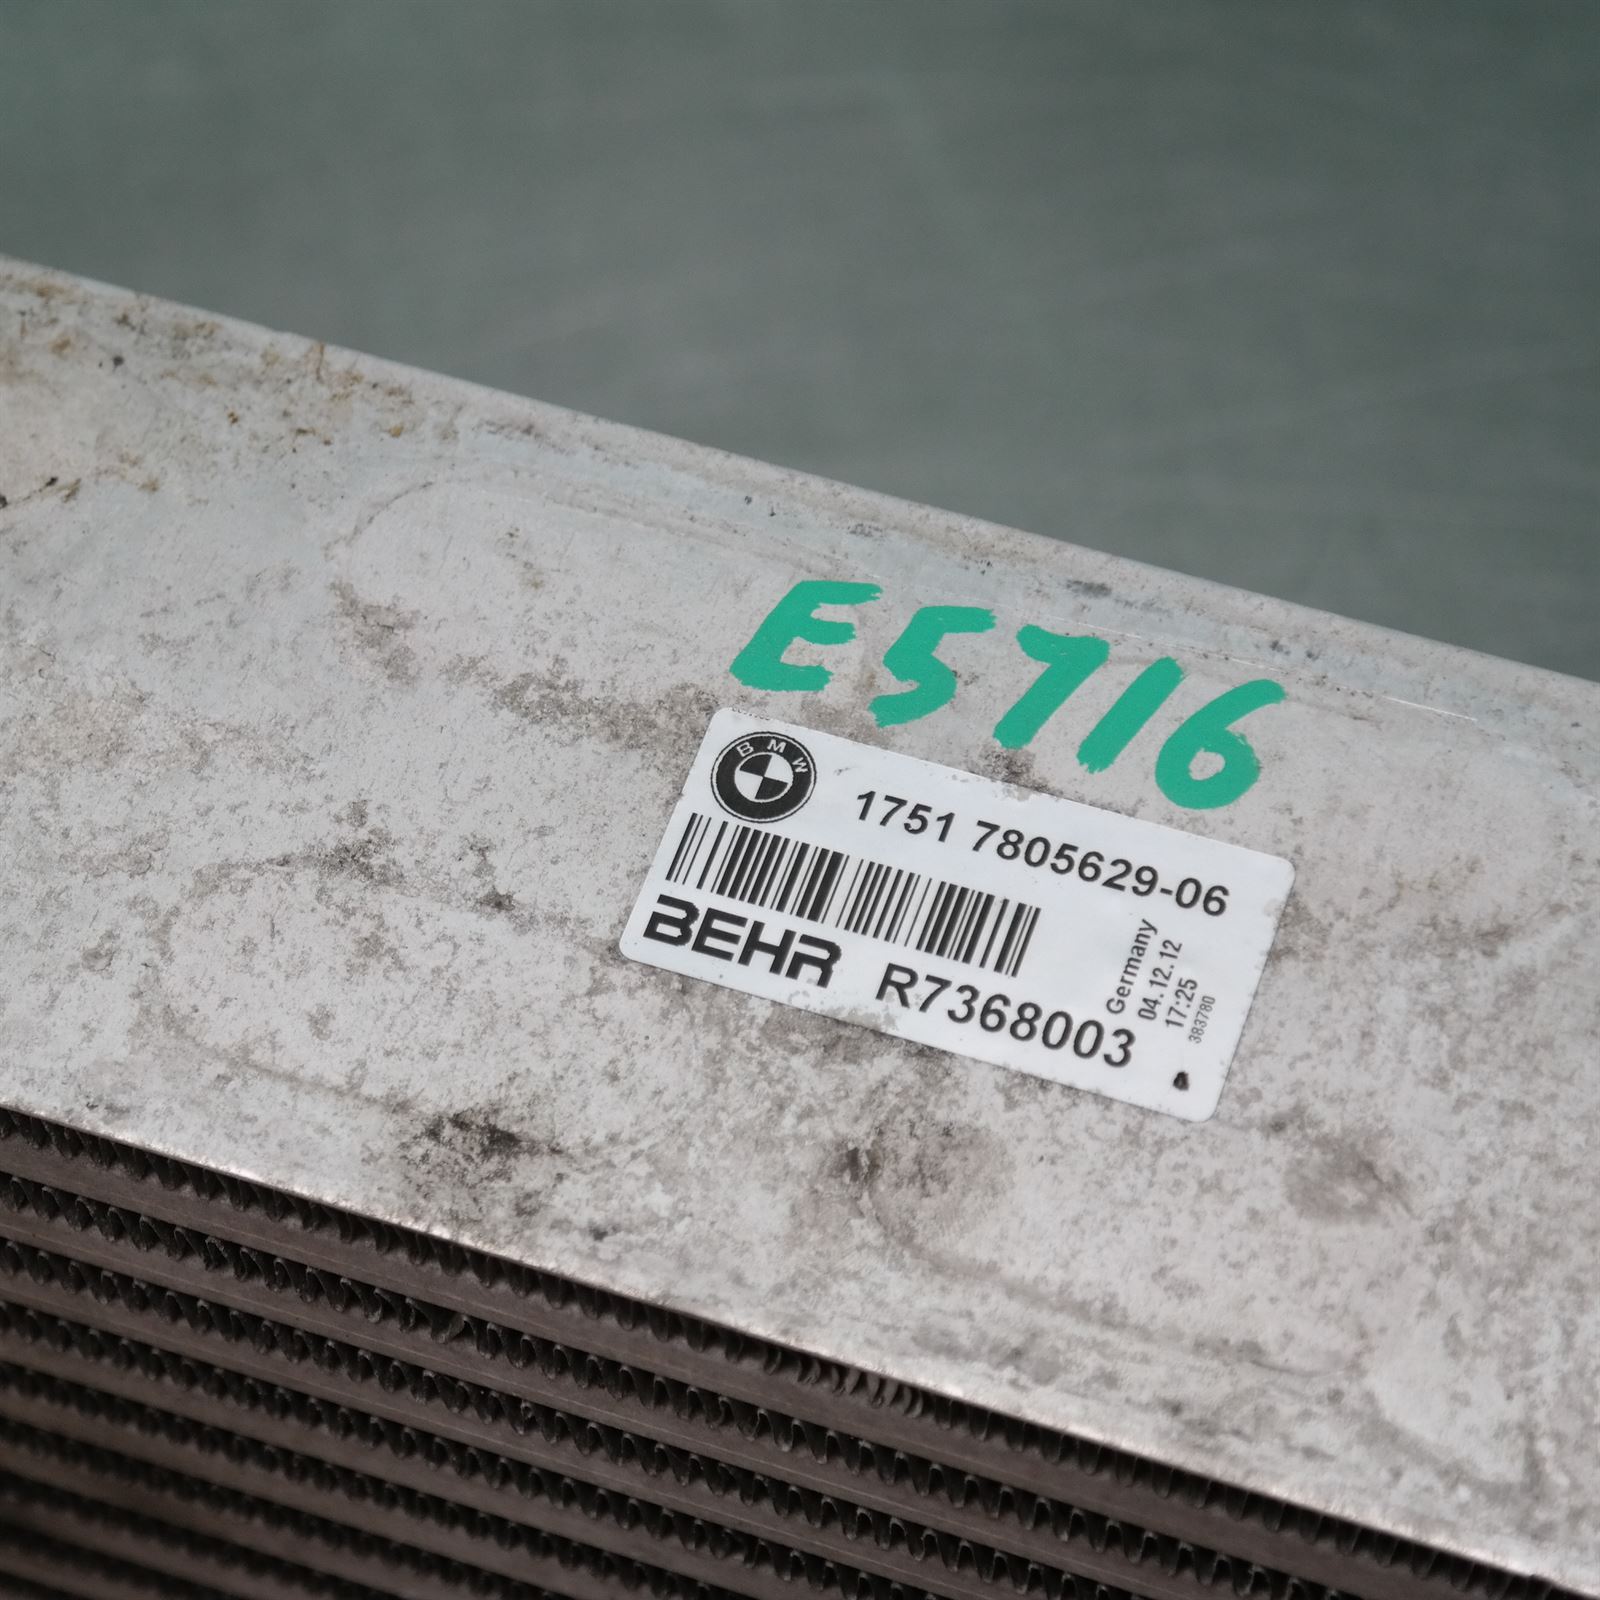 E5716
BMW
1751 7805629-06
BEHR R7368003
Germany
04.12.12
17:25
383780